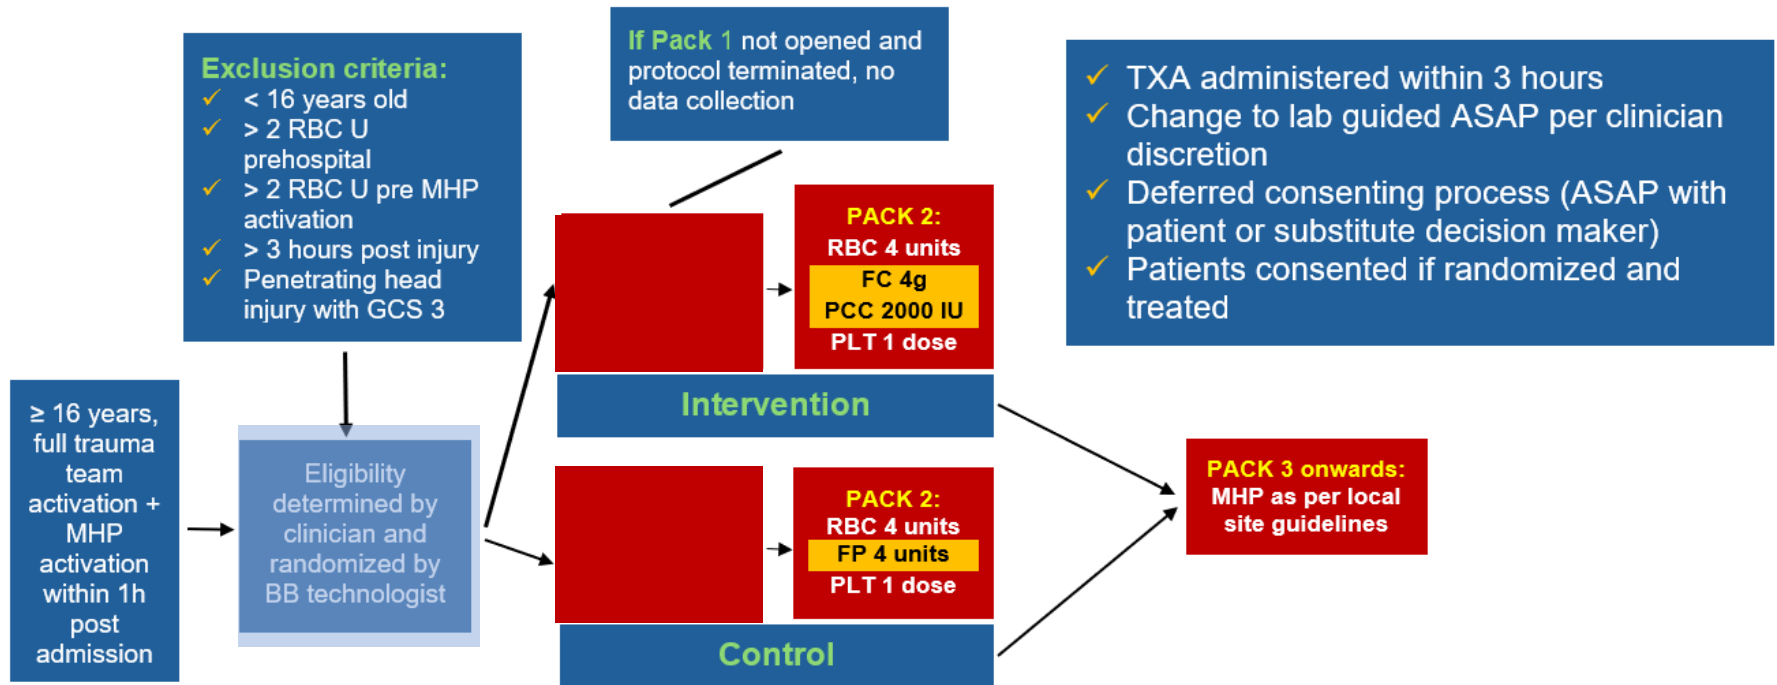 Exclusion criteria:
✓ < 16 years old
✓ > 2 RBC U
prehospital
✓ > 2 RBC U pre MHP
activation
✓ > 3 hours post injury
✓ Penetrating head
injury with GCS 3
If Pack 1 not opened and
protocol terminated, no
data collection
✓ TXA administered within 3 hours
✓ Change to lab guided ASAP per clinician
discretion
✓ Deferred consenting process (ASAP with
patient or substitute decision maker)
✓ Patients consented if randomized and
treated
≥ 16 years,
full trauma
team
activation +
MHP
activation
within 1h
post
admission
Eligibility
determined by
clinician and
randomized by
BB technologist
PACK 2:
RBC 4 units
FC 4g
PCC 2000 IU
PLT 1 dose
Intervention
PACK 2:
RBC 4 units
FP 4 units
PLT 1 dose
Control
PACK 3 onwards:
MHP as per local
site guidelines